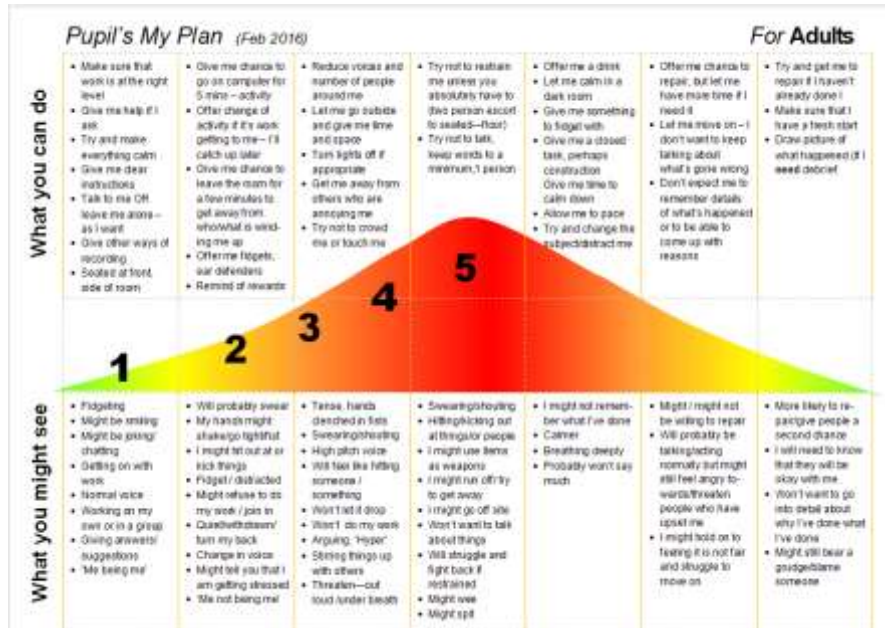 Pupil's My Plan (Feb 2016)
For Adults
What you can do
• Make sure that
work is at the right
level
• Give me help if I
ask
• Try and make
everything calm
• Give me clear
instructions
• Talk to me OR
leave me alone –
as I want
• Give other ways of
recording
• Seated at front,
side of room
• Give me chance to
go on computer for
5 mins – activity
• Offer change of
activity if it's work
getting to me – I'll
catch up later
• Give me chance to
leave the room for
a few minutes to
get away from
who/what is wind-
ing me up
• Offer me fidgets,
ear defenders
• Remind of rewards
• Reduce voices and
number of people
around me
• Let me go outside
and give me time
and space
• Turn lights off if
appropriate
• Get me away from
others who are
annoying me
• Try not to crowd
me or touch me
• Try not to restrain
me unless you
absolutely have to
(two person escort
to seated—floor)
• Try not to talk,
keep words to a
minimum, 1 person
• Offer me a drink
• Let me calm in a
dark room
• Give me something
to fidget with
• Give me a closed
task, perhaps
construction
Give me time to
calm down
• Allow me to pace
• Try and change the
subject/distract me
• Offer me chance to
repair, but let me
have more time if I
need it
• Let me move on – I
don't want to keep
talking about
what's gone wrong
• Don't expect me to
remember details
of what's happened
or to be able to
come up with
reasons
• Try and get me to
repair if I haven't
already done !
• Make sure that I
have a fresh start
• Draw picture of
what happened (if I
need debrief
1
2
3
4
5
What you might see
• Fidgeting
• Might be smiling
• Might be joking/
chatting
• Getting on with
work
• Normal voice
• Working on my
own or in a group
• Giving answers/
suggestions
• 'Me being me'
• Will probably swear
• My hands might
shake/go tight/flat
• I might hit out at or
kick things
• Fidget / distracted
• Might refuse to do
my work / join in
• Quiet/withdrawn/
turn my back
• Change in voice
• Might tell you that I
am getting stressed
• 'Me not being me'
• Tense, hands
clenched in fists
• Swearing/shouting
• High pitch voice
• Will feel like hitting
someone /
something
• Won't let it drop
• Won't do my work
• Arguing, 'Hyper'
• Stirring things up
with others
• Threaten—out
loud /under breath
• Swearing/shouting
• Hitting/kicking out
at things/or people
• I might use items
as weapons
• I might run off/ try
to get away
• I might go off site
• Won't want to talk
about things
• Will struggle and
fight back if
restrained
• Might wee
• Might spit
• I might not remem-
ber what I've done
• Calmer
• Breathing deeply
• Probably won't say
much
• Might / might not
be willing to repair
• Will probably be
talking/acting
normally but might
still feel angry to-
wards/threaten
people who have
upset me
• I might hold on to
feeling it is not fair
and struggle to
move on
• More likely to re-
pair/give people a
second chance
• I will need to know
that they will be
okay with me
• Won't want to go
into detail about
why I've done what
I've done
• Might still bear a
grudge/blame
someone